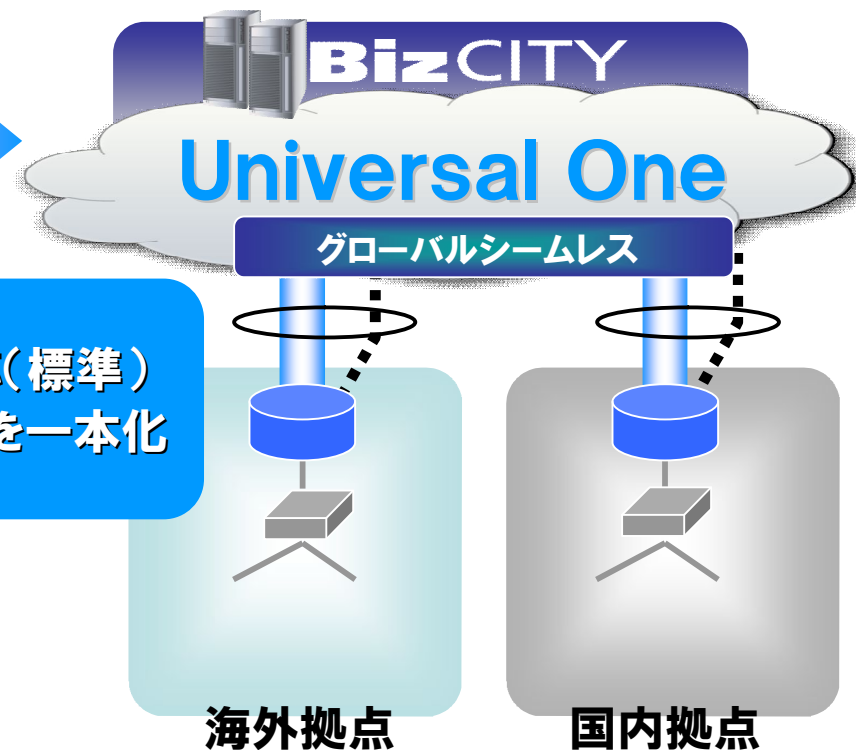 BizCITY
Universal One
グローバルシームレス
（標準）
を一本化
海外拠点
国内拠点